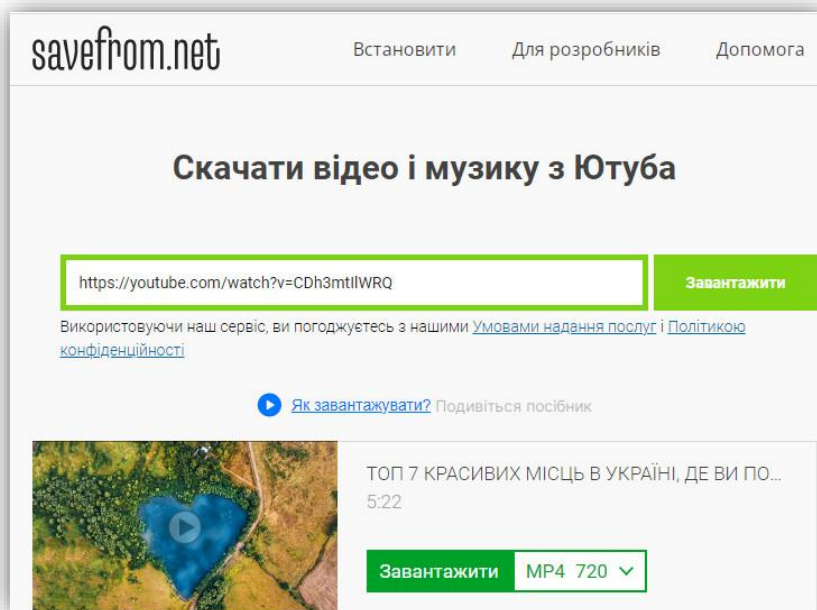 savefrom.net
Встановити Для розробників Допомога
Скачати відео і музику з Ютуба
https://youtube.com/watch?v=CDh3mtIlWRQ
Завантажити
Використовуючи наш сервіс, ви погоджуєтесь з нашими Умовами надання послуг і Політикою
конфіденційності
Як завантажувати? Подивіться посібник
ТОП 7 КРАСИВИХ МІСЦЬ В УКРАЇНІ, ДЕ ВИ ПО...
5:22
Завантажити MP4 720